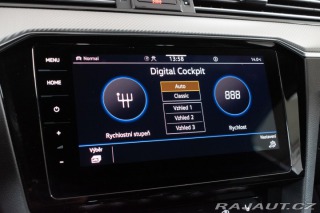 MENU
HOME
Normal
13:58
Digital Cockpit
Auto
Classic
Vzhled 1
Vzhled 2
Vzhled 3
888
Rychlostní stupeň
Rychlost
Výběr
Nastavení
RAJAUT.CZ